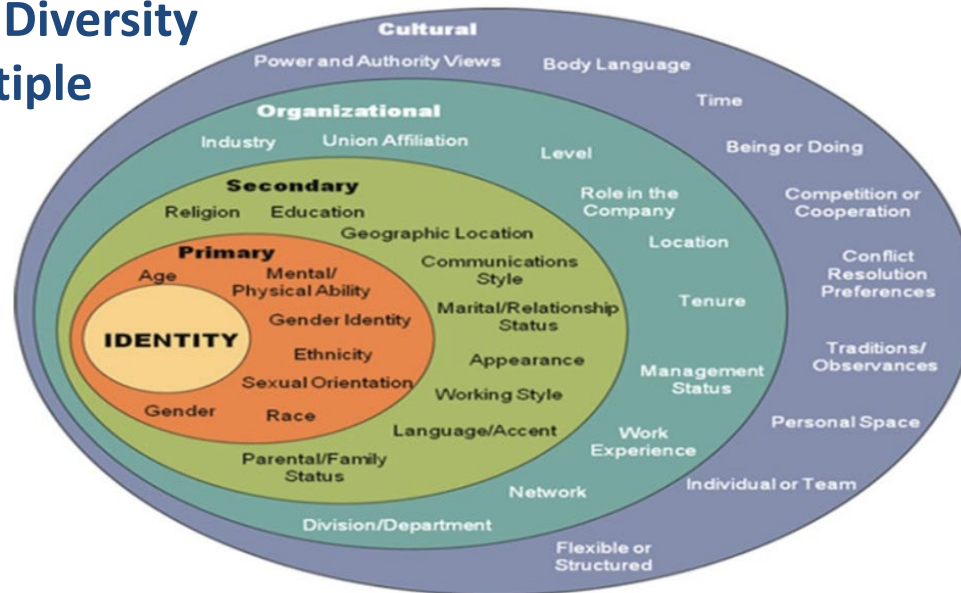 Diversity
tiple
Cultural
Power and Authority Views
Body Language
Time
Being or Doing
Competition or
Cooperation
Conflict
Resolution
Preferences
Traditions/
Observances
Personal Space
Individual or Team
Flexible or
Structured
Organizational
Industry
Union Affiliation
Level
Role in the
Company
Location
Tenure
Management
Status
Work
Experience
Network
Division/Department
Secondary
Religion
Education
Geographic Location
Communications
Style
Marital/Relationship
Status
Appearance
Working Style
Language/Accent
Parental/Family
Status
Primary
Age
Mental/
Physical Ability
Gender Identity
Ethnicity
Sexual Orientation
Race
Gender
IDENTITY